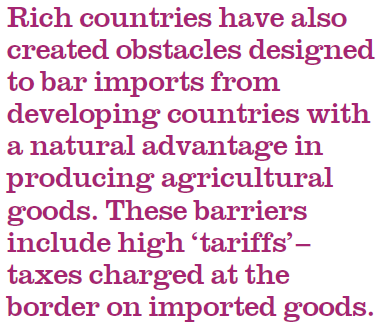 Rich countries have also
created obstacles designed
to bar imports from
developing countries with
a natural advantage in
producing agricultural
goods. These barriers
include high ‘tariffs’ –
taxes charged at the
border on imported goods.